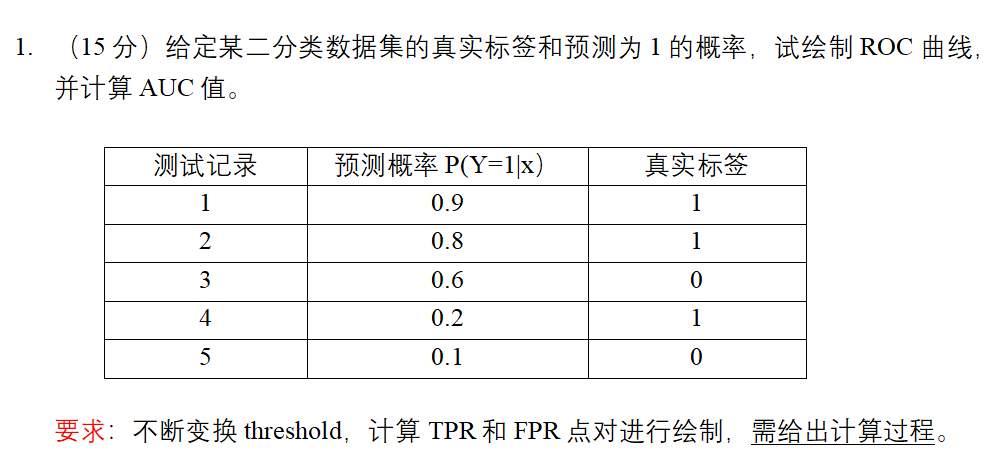 1. （15 分）给定某二分类数据集的真实标签和预测为 1 的概率，试绘制 ROC 曲线，
并计算 AUC 值。
测试记录 预测概率 P(Y=1|x） 真实标签
1 0.9 1
2 0.8 1
3 0.6 0
4 0.2 1
5 0.1 0
要求：不断变换 threshold，计算 TPR 和 FPR 点对进行绘制，需给出计算过程。